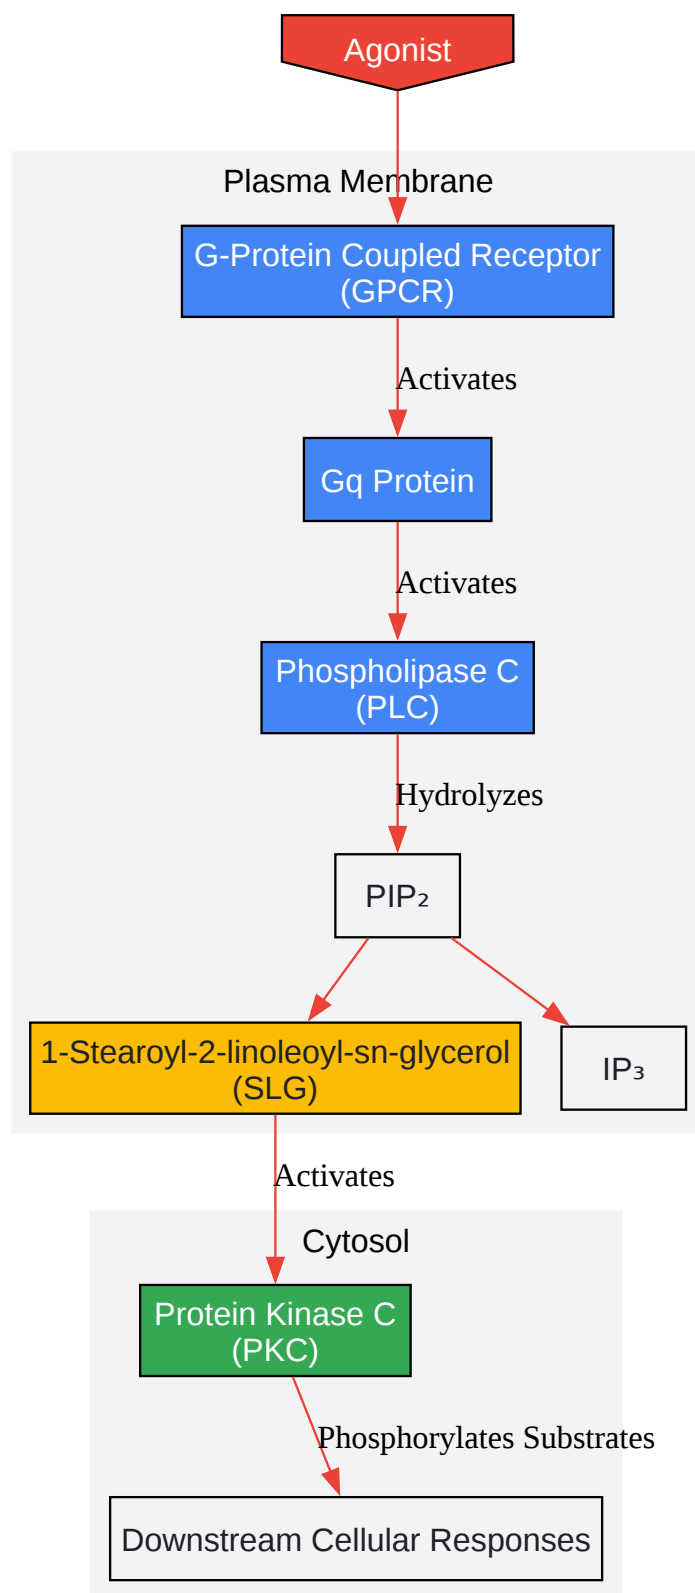 Agonist
Plasma Membrane
G-Protein Coupled Receptor
(GPCR)
Activates
Gq Protein
Activates
Phospholipase C
(PLC)
Hydrolyzes
PIP₂
1-Stearoyl-2-linoleoyl-sn-glycerol
(SLG)
IP₃
Activates
Cytosol
Protein Kinase C
(PKC)
Phosphorylates Substrates
Downstream Cellular Responses